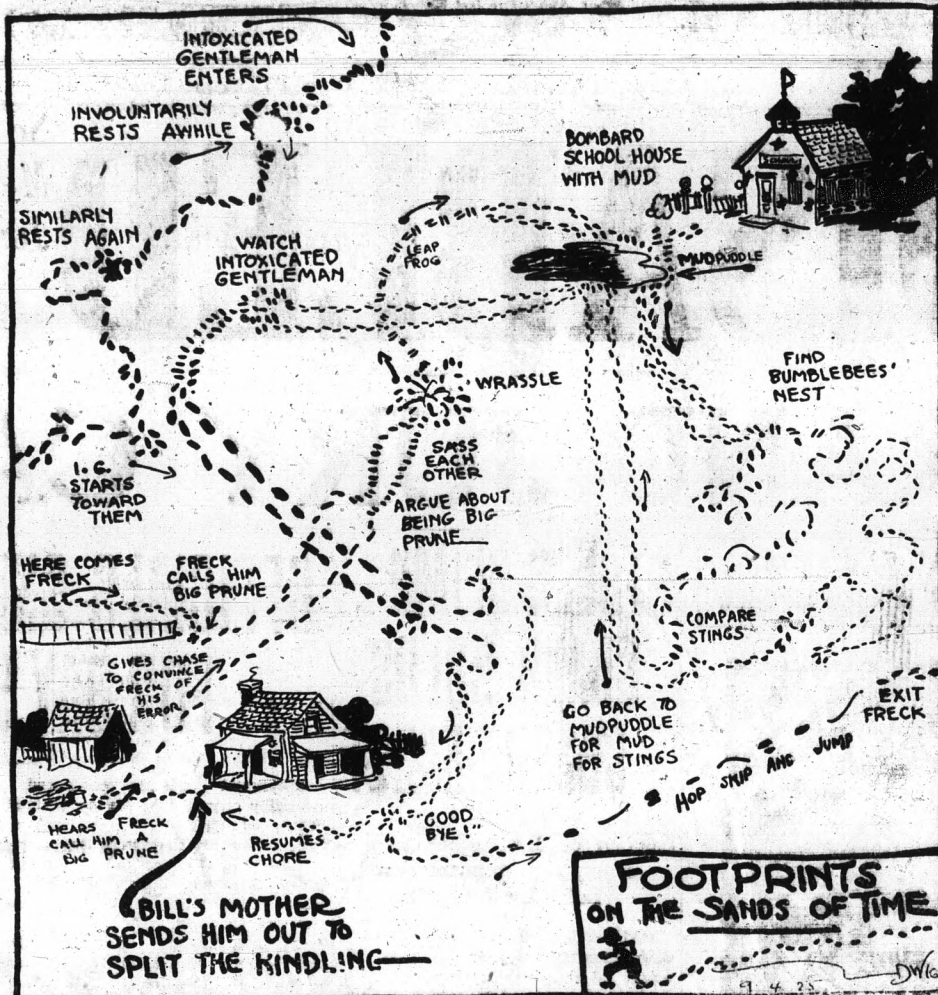 INTOXICATED
GENTLEMAN
ENTERS
INVOLUNTARILY
RESTS AWHILE
BOMBARD
SCHOOL HOUSE
WITH MUD
SCHOOL
SIMILARLY
RESTS AGAIN
WATCH
INTOXICATED
GENTLEMAN
LEAP
FROG
MUDPUDDLE
FIND
BUMBLEBEES'
NEST
WRASSLE
I.G.
STARTS
TOWARD
THEM
SASS
EACH
OTHER
ARGUE ABOUT
BEING BIG
PRUNE
HERE COMES
FRECK
FRECK
CALLS HIM
BIG PRUNE
GIVES CHASE
TO CONVINCE
FRECK OF
HIS
ERROR
COMPARE
STINGS
GO BACK TO
MUDPUDDLE
FOR MUD
FOR STINGS
EXIT
FRECK
HOP SKIP AND JUMP
HEARS FRECK
CALL HIM A
BIG PRUNE
RESUMES
CHORE
"GOOD
BYE!"
BILL'S MOTHER
SENDS HIM OUT TO
SPLIT THE KINDLING
FOOTPRINTS
ON THE SANDS OF TIME